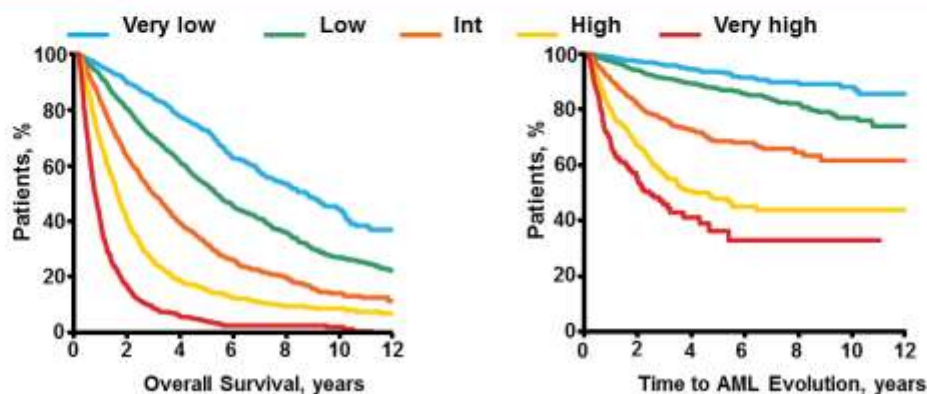 Very low Low Int High Very high
Patients, %
100
80
60
40
20
0
0 2 4 6 8 10 12
Overall Survival, years
Patients, %
100
80
60
40
20
0
0 2 4 6 8 10 12
Time to AML Evolution, years